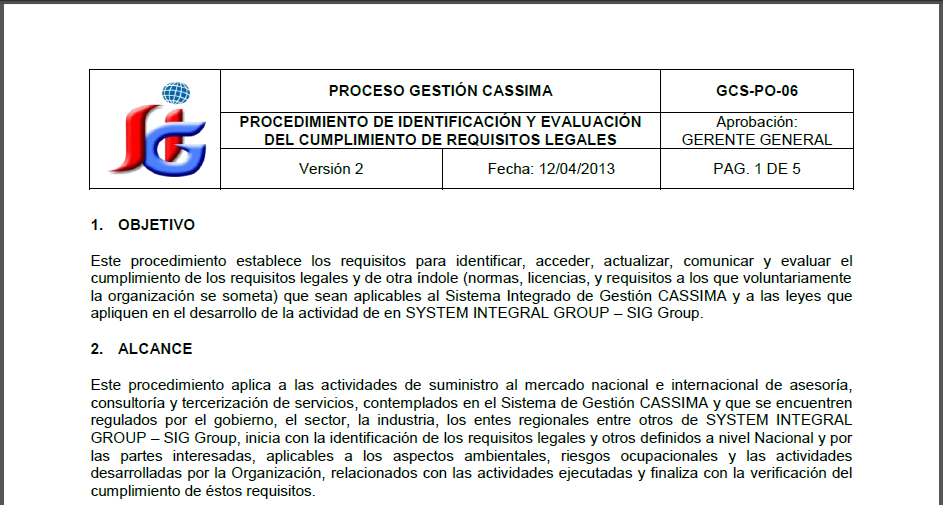 SIG
PROCESO GESTIÓN CASSIMA
GCS-PO-06
PROCEDIMIENTO DE IDENTIFICACIÓN Y EVALUACIÓN
DEL CUMPLIMIENTO DE REQUISITOS LEGALES
Aprobación:
GERENTE GENERAL
Versión 2
Fecha: 12/04/2013
PAG. 1 DE 5
1. OBJETIVO
Este procedimiento establece los requisitos para identificar, acceder, actualizar, comunicar y evaluar el
cumplimiento de los requisitos legales y de otra índole (normas, licencias, y requisitos a los que voluntariamente
la organización se someta) que sean aplicables al Sistema Integrado de Gestión CASSIMA y a las leyes que
apliquen en el desarrollo de la actividad de en SYSTEM INTEGRAL GROUP – SIG Group.
2. ALCANCE
Este procedimiento aplica a las actividades de suministro al mercado nacional e internacional de asesoría,
consultoría y tercerización de servicios, contemplados en el Sistema de Gestión CASSIMA y que se encuentren
regulados por el gobierno, el sector, la industria, los entes regionales entre otros de SYSTEM INTEGRAL
GROUP – SIG Group, inicia con la identificación de los requisitos legales y otros definidos a nivel Nacional y por
las partes interesadas, aplicables a los aspectos ambientales, riesgos ocupacionales y las actividades
desarrolladas por la Organización, relacionados con las actividades ejecutadas y finaliza con la verificación del
cumplimiento de éstos requisitos.